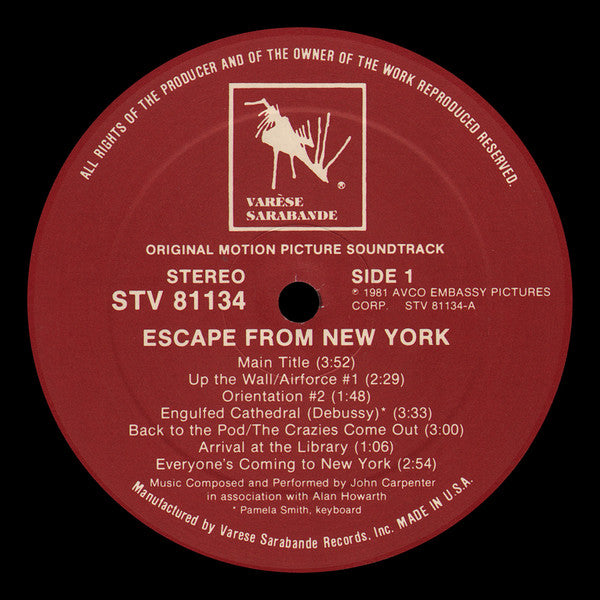 ALL RIGHTS OF THE PRODUCER AND OF THE OWNER OF THE WORK REPRODUCED RESERVED.
VARÈSE
SARABANDE
®
ORIGINAL MOTION PICTURE SOUNDTRACK
STEREO
STV 81134
SIDE 1
℗ 1981 AVCO EMBASSY PICTURES
CORP. STV 81134-A
ESCAPE FROM NEW YORK
Main Title (3:52)
Up the Wall/Airforce #1 (2:29)
Orientation #2 (1:48)
Engulfed Cathedral (Debussy)* (3:33)
Back to the Pod/The Crazies Come Out (3:00)
Arrival at the Library (1:06)
Everyone's Coming to New York (2:54)
Music Composed and Performed by John Carpenter
in association with Alan Howarth
* Pamela Smith, keyboard
Manufactured by Varese Sarabande Records, Inc. MADE IN U.S.A.